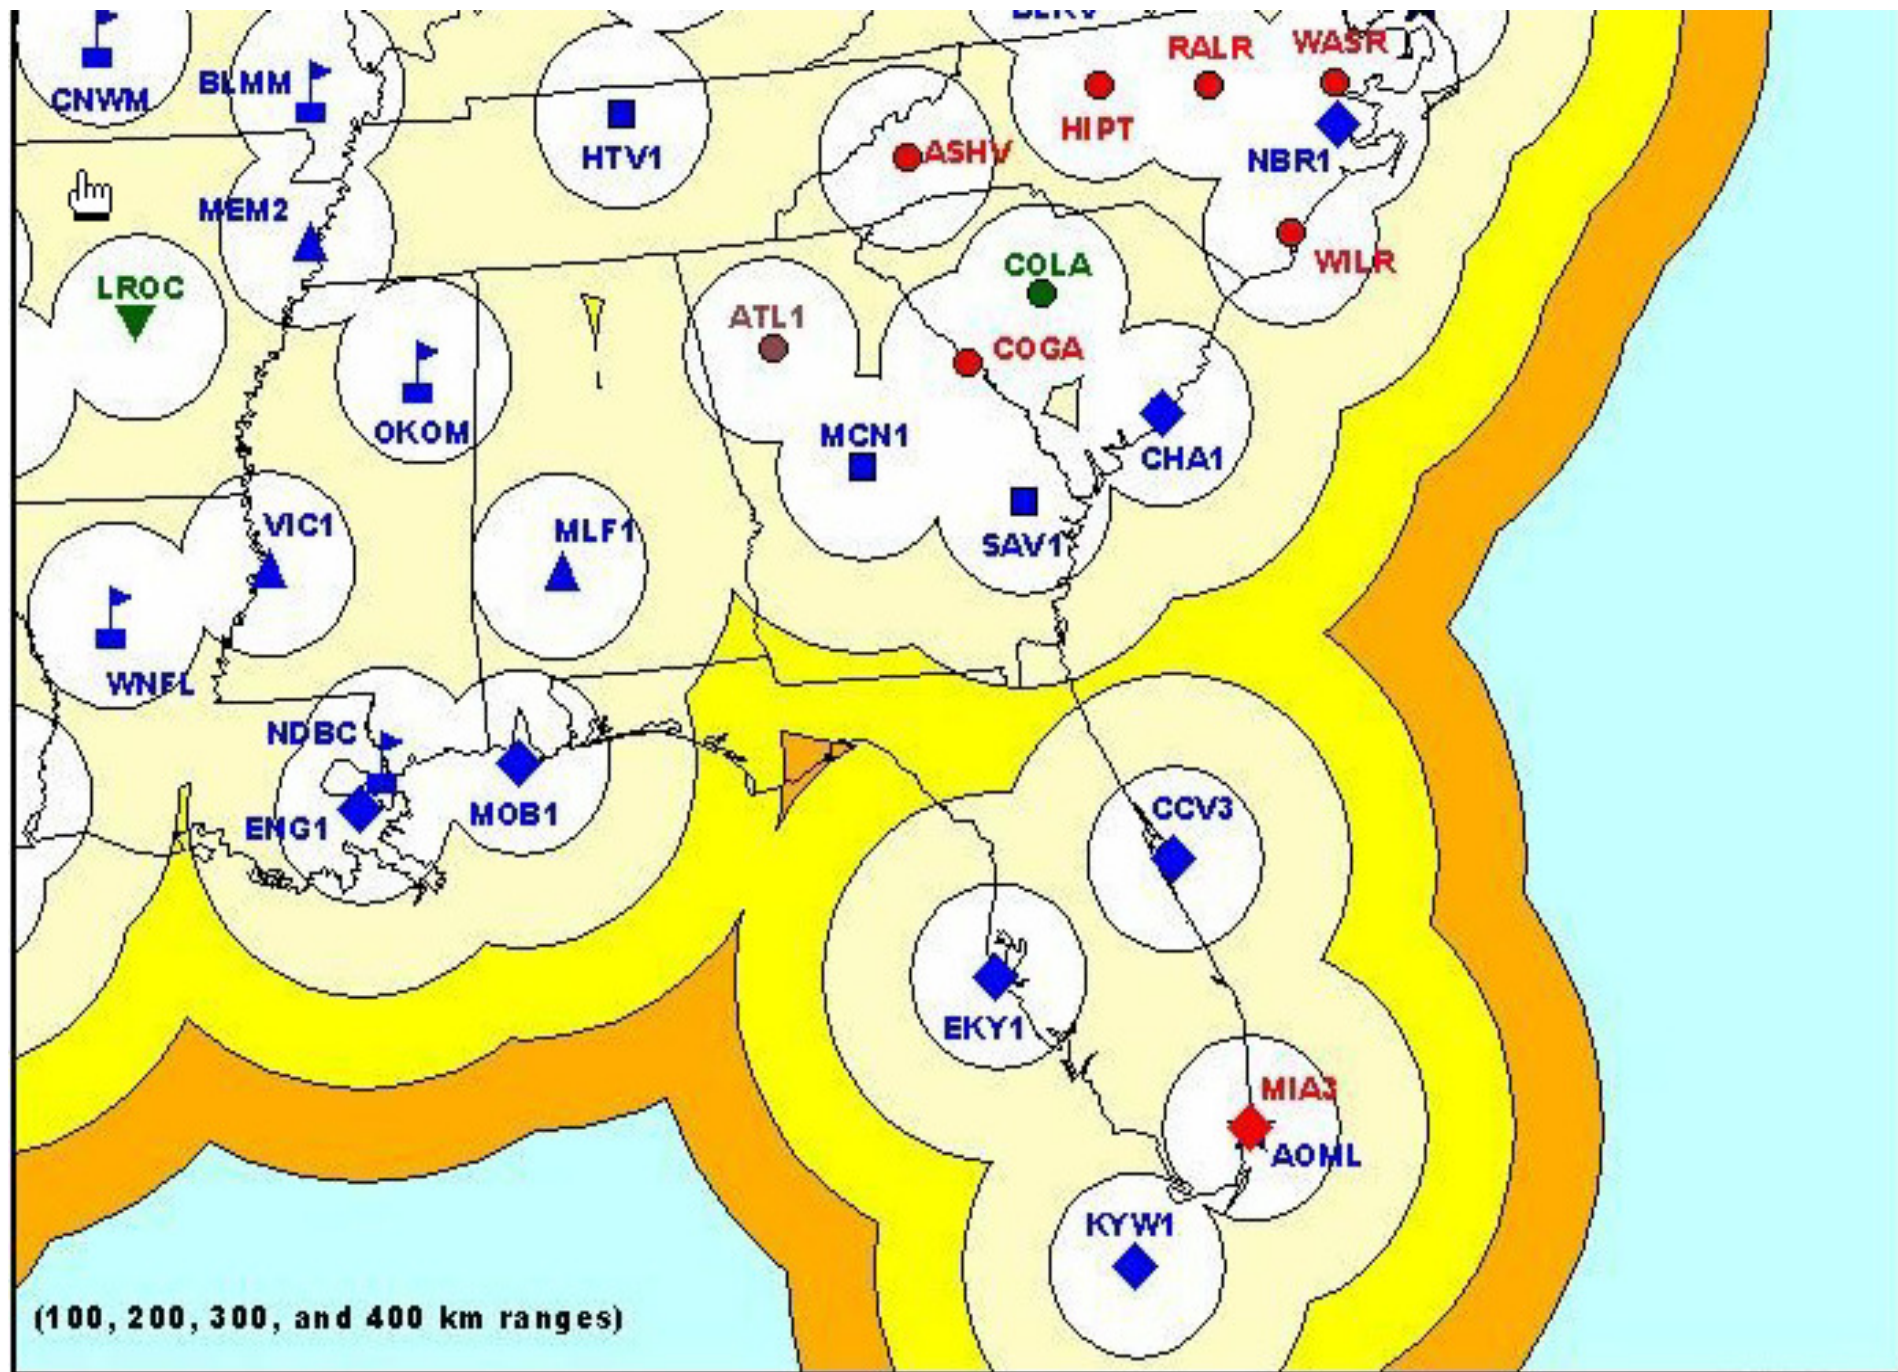 RALR
WASR
BLMM
CNWM
HTV1
ASHV
HIPT
NBR1
MEM2
WILR
COLA
LROC
ATL1
COGA
OKOM
MCN1
CHA1
VIC1
MLF1
SAV1
WNFL
NDBC
CCV3
MOB1
ENG1
EKY1
MIA3
AOML
KYW1
(100, 200, 300, and 400 km ranges)